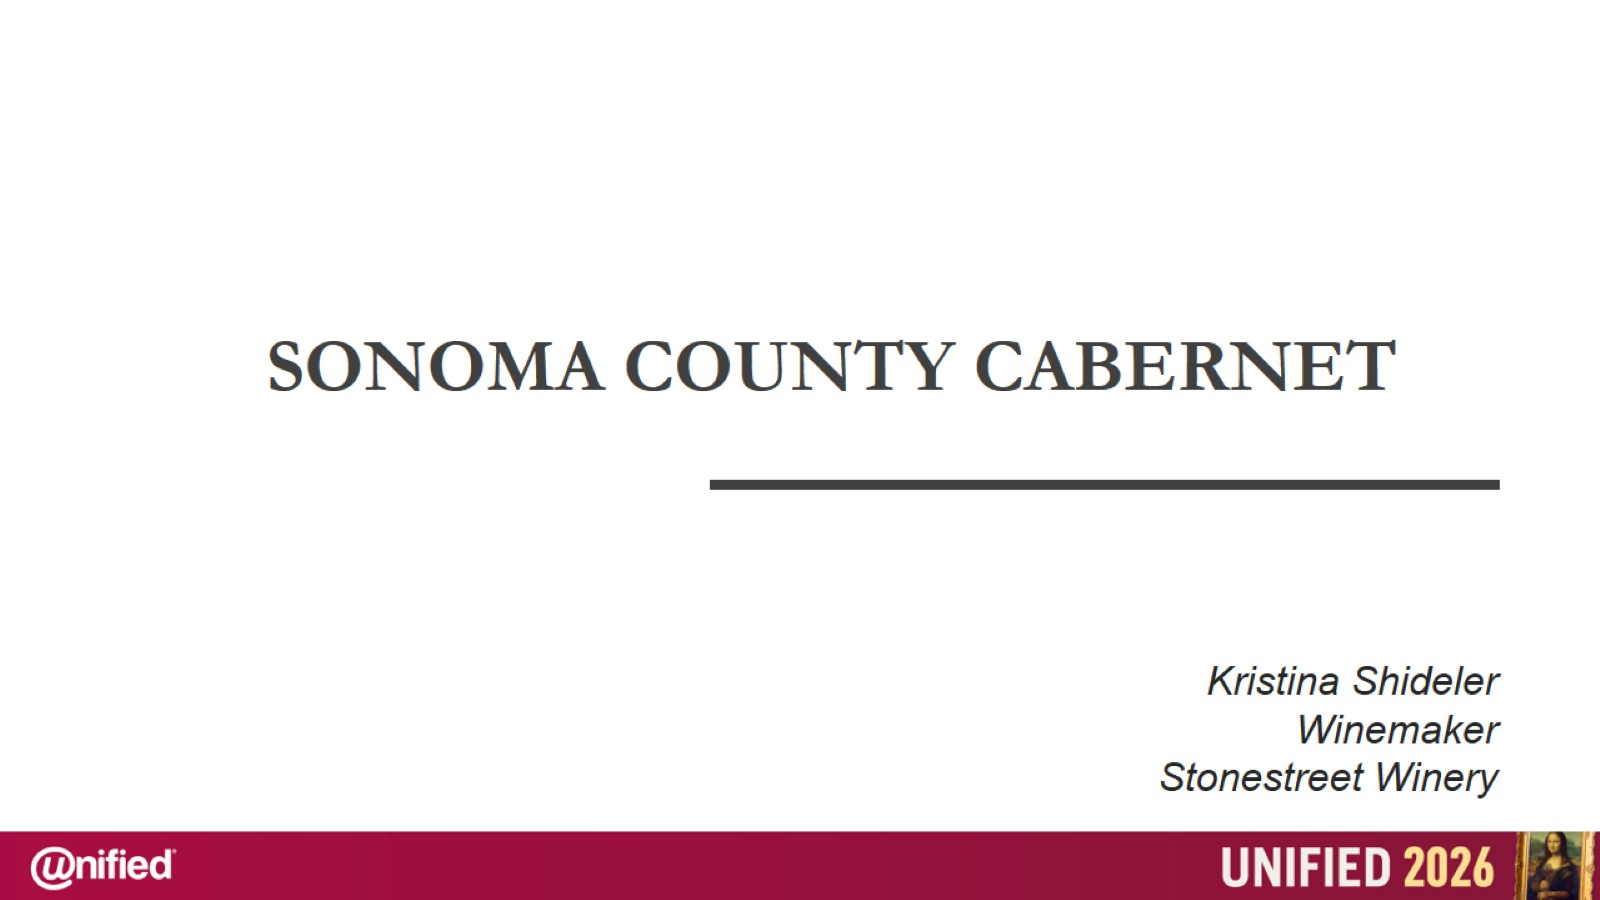 SONOMA COUNTY CABERNET
Kristina Shideler
Winemaker
Stonestreet Winery
@nified®
UNIFIED 2026